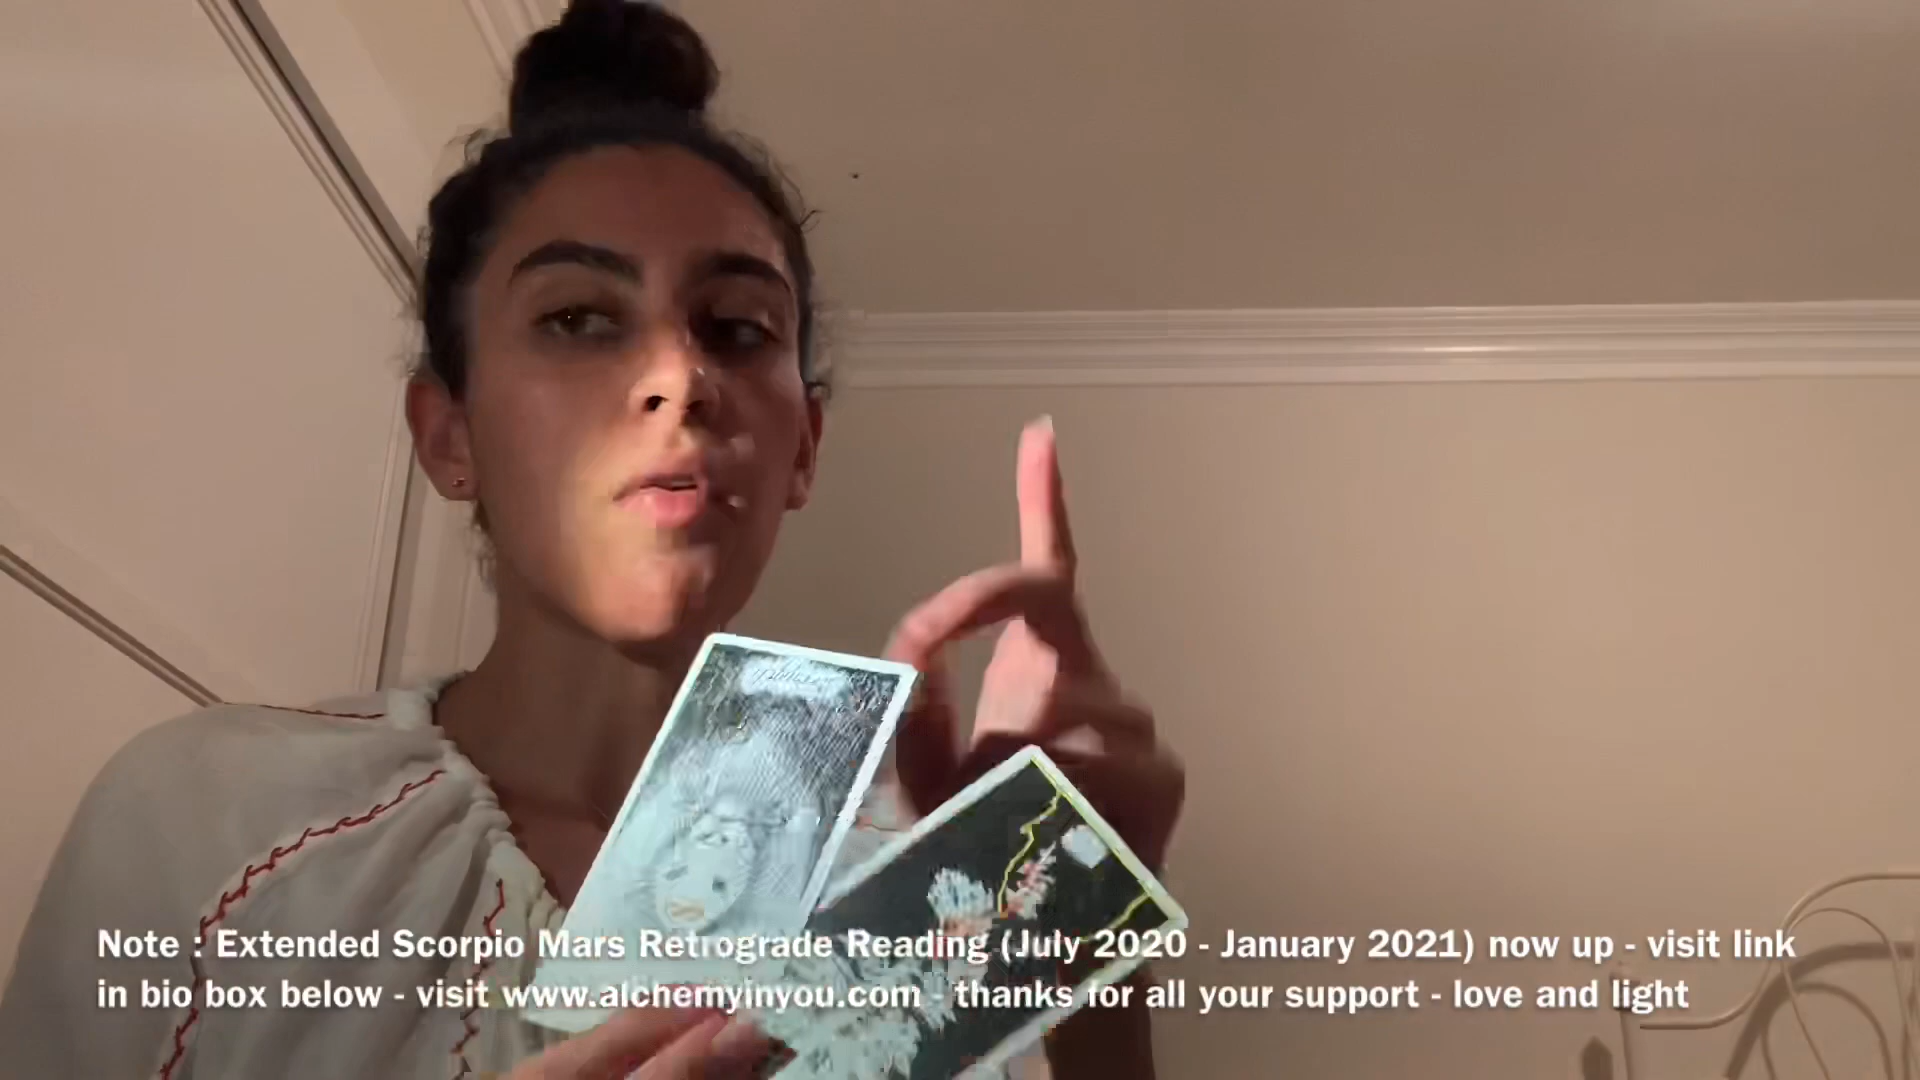 Note : Extended Scorpio Mars Retrograde Reading (July 2020 - January 2021) now up - visit link
in bio box below - visit www.alchemyinyou.com - thanks for all your support - love and light